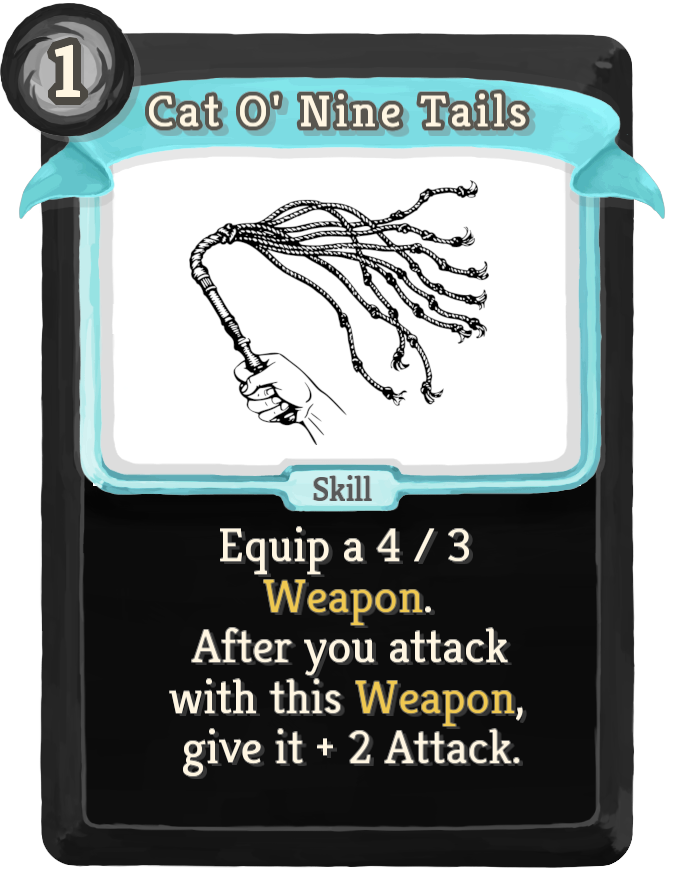 1
Cat O' Nine Tails
Skill
Equip a 4 / 3
Weapon.
After you attack
with this Weapon,
give it + 2 Attack.